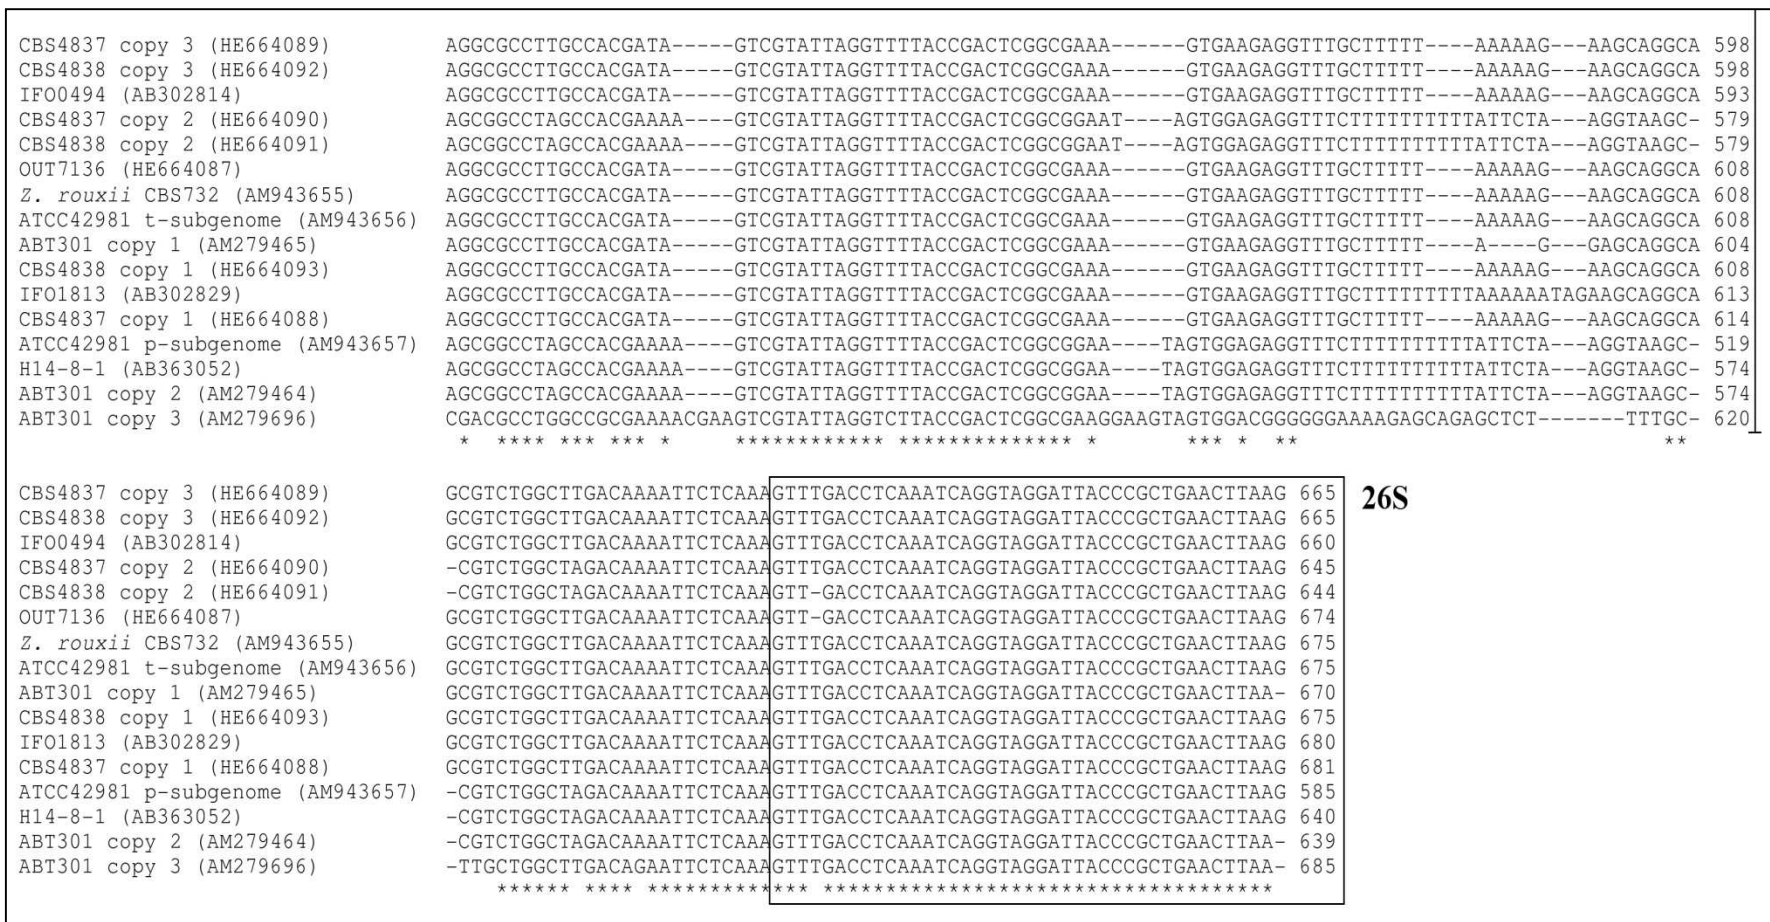 CBS4837 copy 3 (HE664089) AGGCGCCTTGCCACGATA-----GTCGTATTAGGTTTTACCGACTCGGCGAAA------GTGAAGAGGTTTGCTTTTT----AAAAAG---AAGCAGGCA 598
CBS4838 copy 3 (HE664092) AGGCGCCTTGCCACGATA-----GTCGTATTAGGTTTTACCGACTCGGCGAAA------GTGAAGAGGTTTGCTTTTT----AAAAAG---AAGCAGGCA 598
IFO0494 (AB302814) AGGCGCCTTGCCACGATA-----GTCGTATTAGGTTTTACCGACTCGGCGAAA------GTGAAGAGGTTTGCTTTTT----AAAAAG---AAGCAGGCA 593
CBS4837 copy 2 (HE664090) AGCGGCCTAGCCACGAAAA----GTCGTATTAGGTTTTACCGACTCGGCGGAAT----AGTGGAGAGGTTTCTTTTTTTTTTATTCTA---AGGTAAGC- 579
CBS4838 copy 2 (HE664091) AGCGGCCTAGCCACGAAAA----GTCGTATTAGGTTTTACCGACTCGGCGGAAT----AGTGGAGAGGTTTCTTTTTTTTTTATTCTA---AGGTAAGC- 579
OUT7136 (HE664087) AGGCGCCTTGCCACGATA-----GTCGTATTAGGTTTTACCGACTCGGCGAAA------GTGAAGAGGTTTGCTTTTT----AAAAAG---AAGCAGGCA 608
Z. rouxii CBS732 (AM943655) AGGCGCCTTGCCACGATA-----GTCGTATTAGGTTTTACCGACTCGGCGAAA------GTGAAGAGGTTTGCTTTTT----AAAAAG---AAGCAGGCA 608
ATCC42981 t-subgenome (AM943656) AGGCGCCTTGCCACGATA-----GTCGTATTAGGTTTTACCGACTCGGCGAAA------GTGAAGAGGTTTGCTTTTT----AAAAAG---AAGCAGGCA 608
ABT301 copy 1 (AM279465) AGGCGCCTTGCCACGATA-----GTCGTATTAGGTTTTACCGACTCGGCGAAA------GTGAAGAGGTTTGCTTTTT----A----G---GAGCAGGCA 604
CBS4838 copy 1 (HE664093) AGGCGCCTTGCCACGATA-----GTCGTATTAGGTTTTACCGACTCGGCGAAA------GTGAAGAGGTTTGCTTTTT----AAAAAG---AAGCAGGCA 608
IFO1813 (AB302829) AGGCGCCTTGCCACGATA-----GTCGTATTAGGTTTTACCGACTCGGCGAAA------GTGAAGAGGTTTGCTTTTTTTTTAAAAAATAGAAGCAGGCA 613
CBS4837 copy 1 (HE664088) AGGCGCCTTGCCACGATA-----GTCGTATTAGGTTTTACCGACTCGGCGAAA------GTGAAGAGGTTTGCTTTTT----AAAAAG---AAGCAGGCA 614
ATCC42981 p-subgenome (AM943657) AGCGGCCTAGCCACGAAAA----GTCGTATTAGGTTTTACCGACTCGGCGGAA----TAGTGGAGAGGTTTCTTTTTTTTTTATTCTA---AGGTAAGC- 519
H14-8-1 (AB363052) AGCGGCCTAGCCACGAAAA----GTCGTATTAGGTTTTACCGACTCGGCGGAA----TAGTGGAGAGGTTTCTTTTTTTTTTATTCTA---AGGTAAGC- 574
ABT301 copy 2 (AM279464) AGCGGCCTAGCCACGAAAA----GTCGTATTAGGTTTTACCGACTCGGCGGAA----TAGTGGAGAGGTTTCTTTTTTTTTTATTCTA---AGGTAAGC- 574
ABT301 copy 3 (AM279696) CGACGCCTGGCCGCGAAAACGAAGTCGTATTAGGTCTTACCGACTCGGCGAAGGAAGTAGTGGACGGGGGGAAAAGAGCAGAGCTCT-------TTTGC- 620
* **** *** *** * ************ *************** * *** * ** **
CBS4837 copy 3 (HE664089) GCGTCTGGCTTGACAAAATTCTCAAAGTTTGACCTCAAATCAGGTAGGATTACCCGCTGAACTTAAG 665
26S
CBS4838 copy 3 (HE664092) GCGTCTGGCTTGACAAAATTCTCAAAGTTTGACCTCAAATCAGGTAGGATTACCCGCTGAACTTAAG 665
IFO0494 (AB302814) GCGTCTGGCTTGACAAAATTCTCAAAGTTTGACCTCAAATCAGGTAGGATTACCCGCTGAACTTAAG 660
CBS4837 copy 2 (HE664090) -CGTCTGGCTAGACAAAATTCTCAAAGTTTGACCTCAAATCAGGTAGGATTACCCGCTGAACTTAAG 645
CBS4838 copy 2 (HE664091) -CGTCTGGCTAGACAAAATTCTCAAAGTT-GACCTCAAATCAGGTAGGATTACCCGCTGAACTTAAG 644
OUT7136 (HE664087) GCGTCTGGCTTGACAAAATTCTCAAAGTT-GACCTCAAATCAGGTAGGATTACCCGCTGAACTTAAG 674
Z. rouxii CBS732 (AM943655) GCGTCTGGCTTGACAAAATTCTCAAAGTTTGACCTCAAATCAGGTAGGATTACCCGCTGAACTTAAG 675
ATCC42981 t-subgenome (AM943656) GCGTCTGGCTTGACAAAATTCTCAAAGTTTGACCTCAAATCAGGTAGGATTACCCGCTGAACTTAAG 675
ABT301 copy 1 (AM279465) GCGTCTGGCTTGACAAAATTCTCAAAGTTTGACCTCAAATCAGGTAGGATTACCCGCTGAACTTAA- 670
CBS4838 copy 1 (HE664093) GCGTCTGGCTTGACAAAATTCTCAAAGTTTGACCTCAAATCAGGTAGGATTACCCGCTGAACTTAAG 675
IFO1813 (AB302829) GCGTCTGGCTTGACAAAATTCTCAAAGTTTGACCTCAAATCAGGTAGGATTACCCGCTGAACTTAAG 680
CBS4837 copy 1 (HE664088) GCGTCTGGCTTGACAAAATTCTCAAAGTTTGACCTCAAATCAGGTAGGATTACCCGCTGAACTTAAG 681
ATCC42981 p-subgenome (AM943657) -CGTCTGGCTAGACAAAATTCTCAAAGTTTGACCTCAAATCAGGTAGGATTACCCGCTGAACTTAAG 585
H14-8-1 (AB363052) -CGTCTGGCTAGACAAAATTCTCAAAGTTTGACCTCAAATCAGGTAGGATTACCCGCTGAACTTAAG 640
ABT301 copy 2 (AM279464) -CGTCTGGCTAGACAAAATTCTCAAAGTTTGACCTCAAATCAGGTAGGATTACCCGCTGAACTTAA- 639
ABT301 copy 3 (AM279696) -TTGCTGGCTTGACAGAATTCTCAAAGTTTGACCTCAAATCAGGTAGGATTACCCGCTGAACTTAA- 685
****** **** ************* ************************************